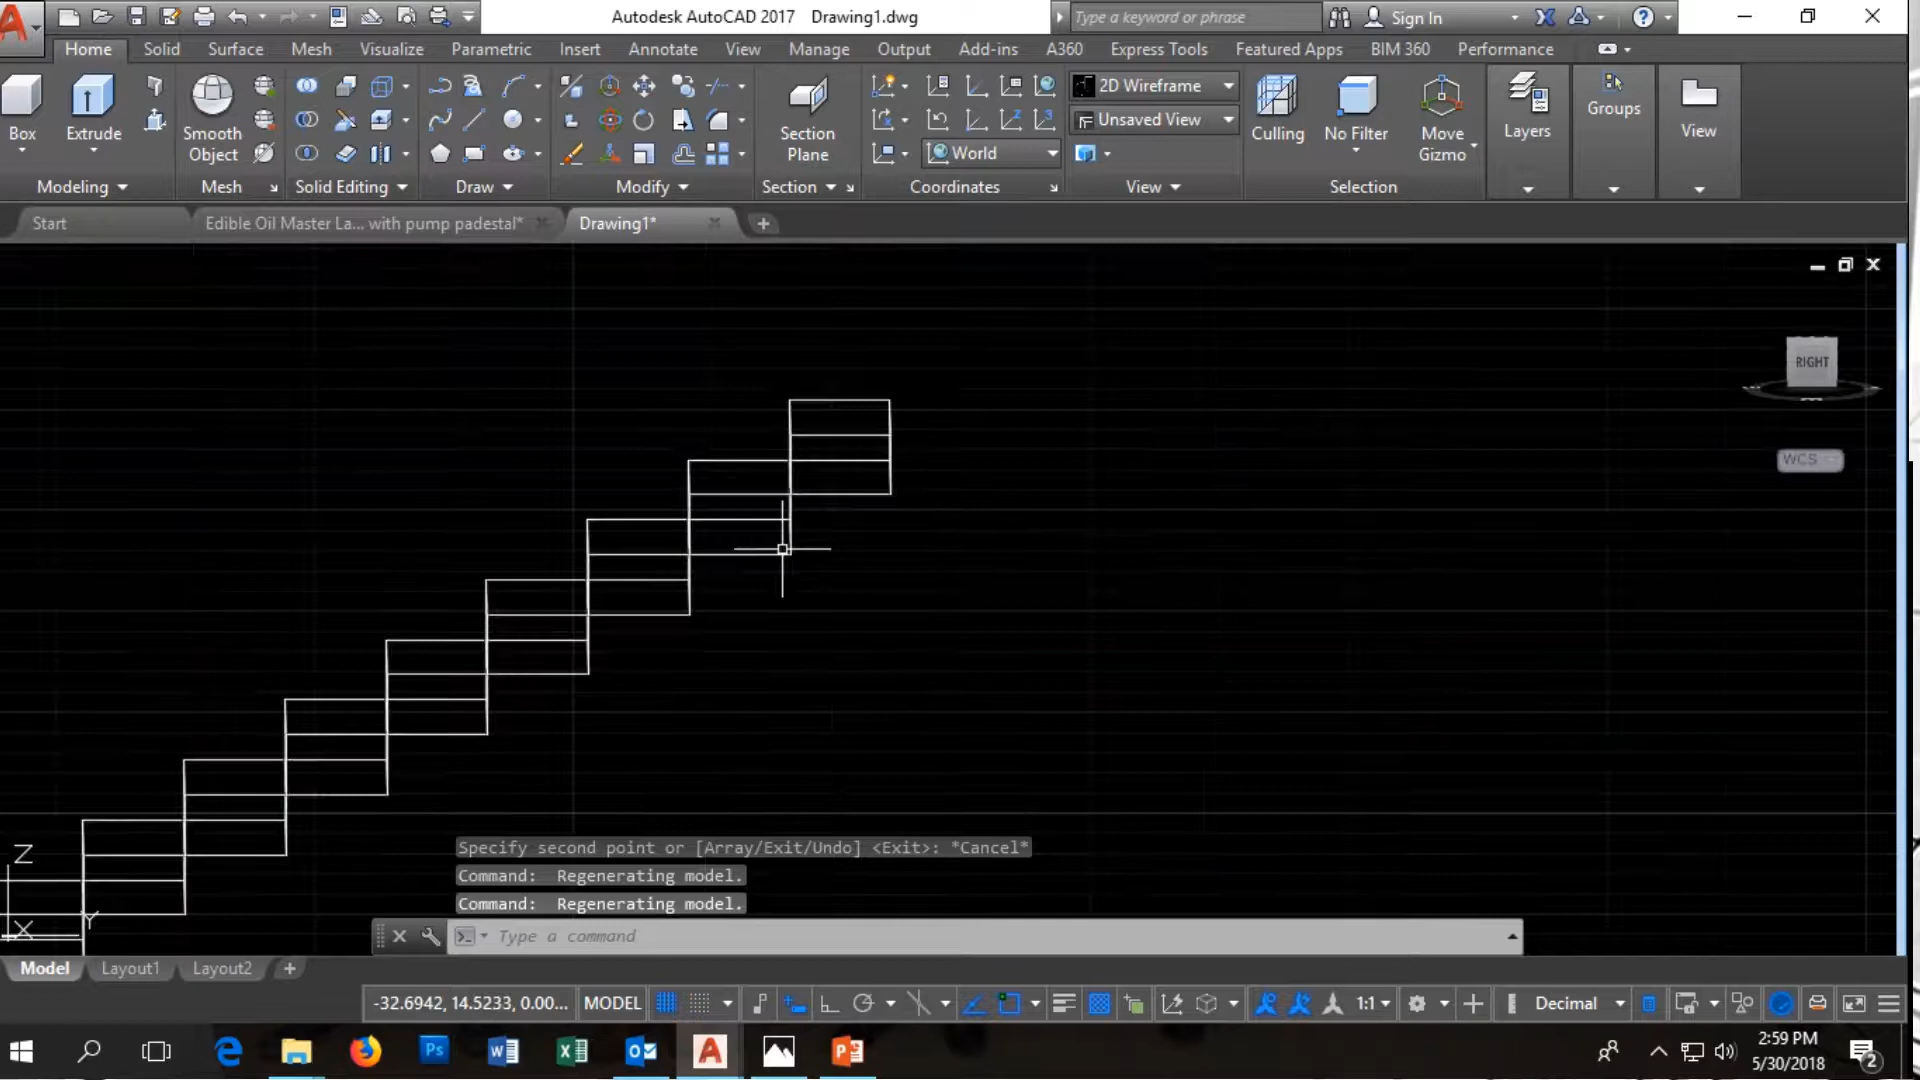 Autodesk AutoCAD 2017 Drawing1.dwg
Type a keyword or phrase
Sign In
Home Solid Surface Mesh Visualize Parametric Insert Annotate View Manage Output Add-ins A360 Express Tools Featured Apps BIM 360 Performance
Box
Extrude
Smooth Object
Section Plane
World
2D Wireframe
Unsaved View
Culling
No Filter
Move Gizmo
Layers
Groups
View
Modeling
Mesh
Solid Editing
Draw
Modify
Section
Coordinates
View
Selection
Start
Edible Oil Master La... with pump padestal*
Drawing1*
RIGHT
WCS
Z
X
Y
Specify second point or [Array/Exit/Undo] <Exit>: *Cancel*
Command: Regenerating model.
Command: Regenerating model.
Type a command
Model Layout1 Layout2
-32.6942, 14.5233, 0.00... MODEL
1:1
Decimal
Ps
2:59 PM
5/30/2018
2